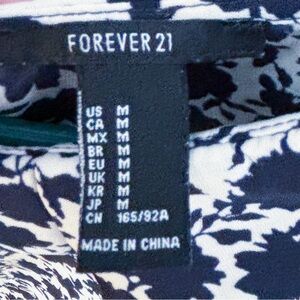 FOREVER 21
US M
CA M
MX M
BR M
EU M
UK M
KR M
JP M
CN 165/92A
MADE IN CHINA